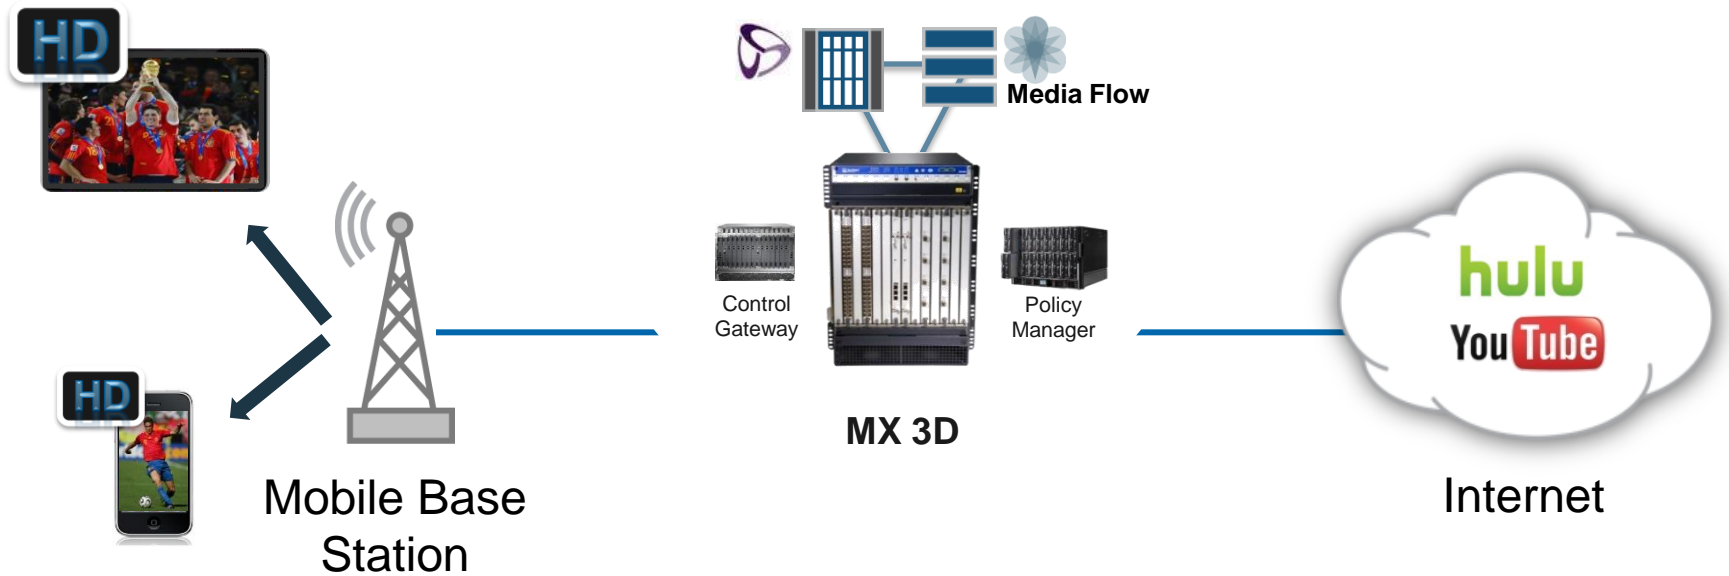 HD
Media Flow
Control
Gateway
Policy
Manager
MX 3D
HD
Mobile Base
Station
hulu
YouTube
Internet